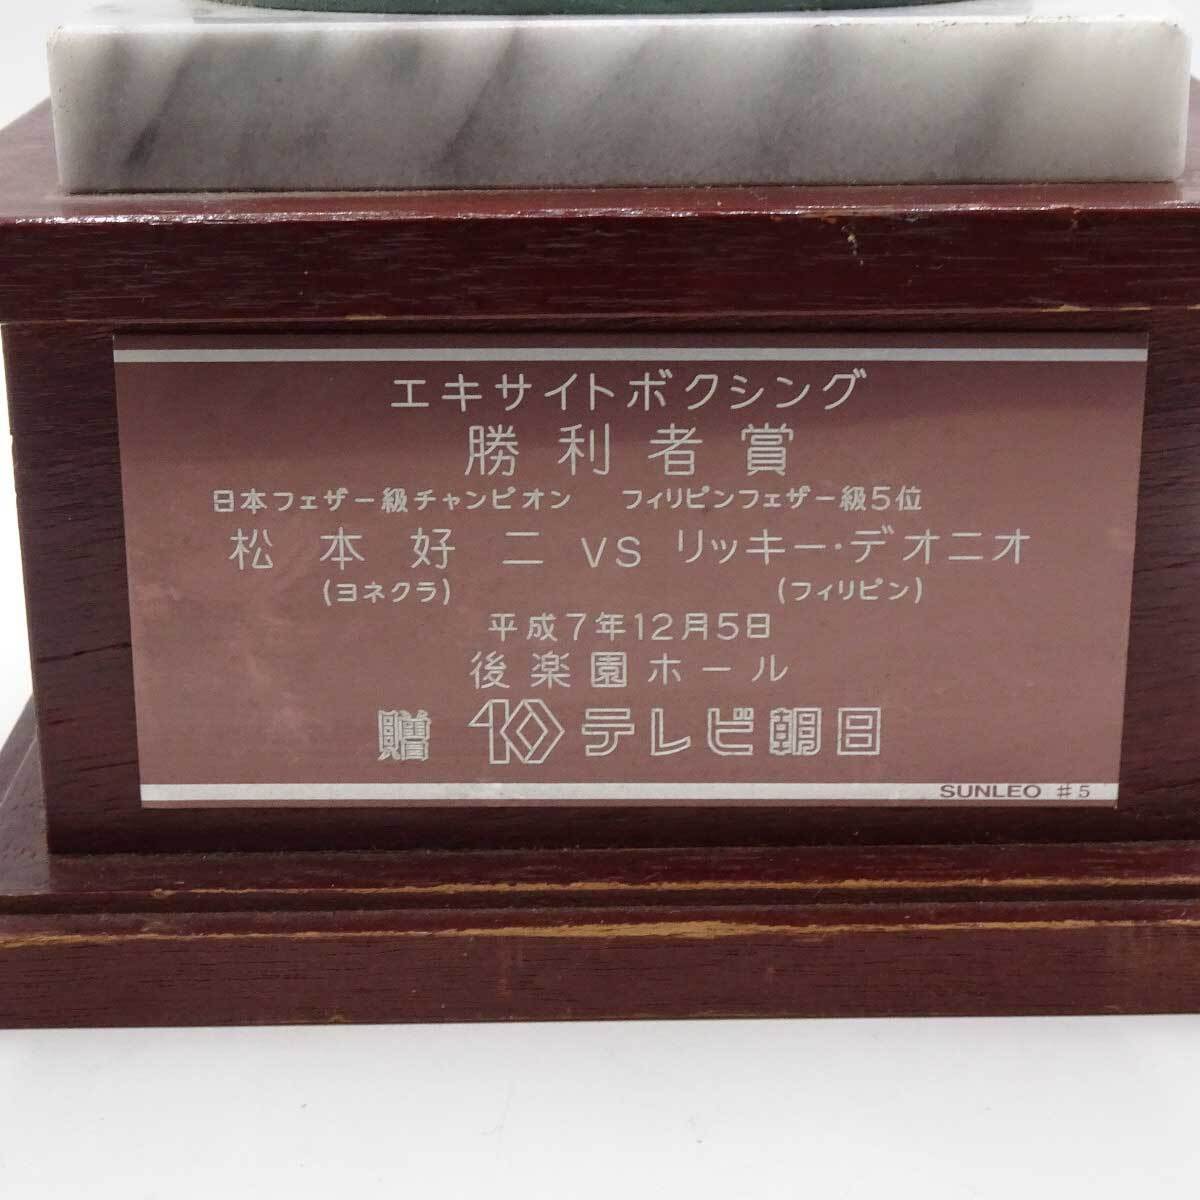 エキサイトボクシング
勝利者賞
日本フェザー級チャンピオン フィリピンフェザー級5位
松本好二 VS リッキー・デオニオ
(ヨネクラ) (フィリピン)
平成7年12月5日
後楽園ホール
贈 10 テレビ朝日
SUNLEO #5